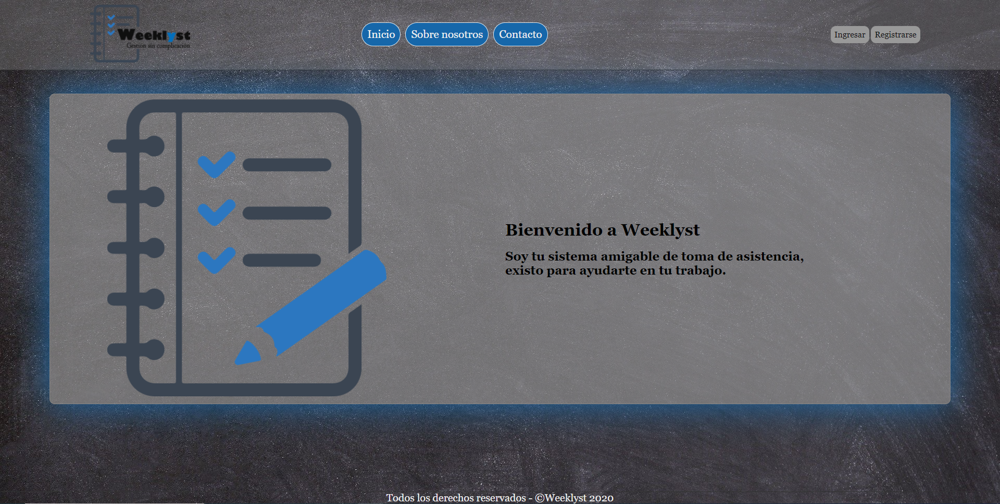 Weeklyst
Gestión sin complicación
Inicio
Sobre nosotros
Contacto
Ingresar
Registrarse
Bienvenido a Weeklyst
Soy tu sistema amigable de toma de asistencia,
existo para ayudarte en tu trabajo.
Todos los derechos reservados - ©Weeklyst 2020